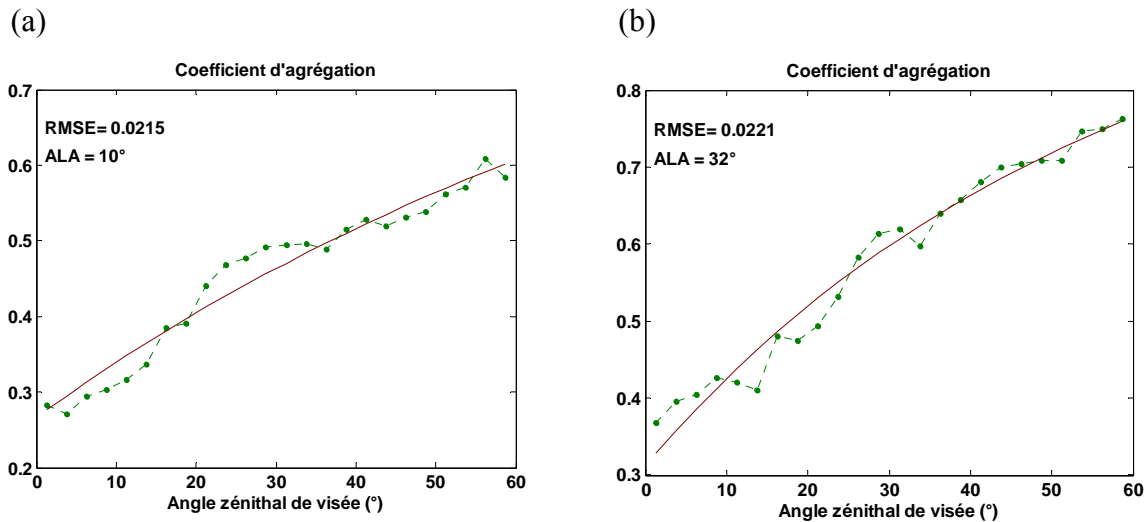 (a)
Coefficient d'agrégation
RMSE= 0.0215
ALA = 10°
0.7
0.6
0.5
0.4
0.3
0.2
0 10 20 30 40 50 60
Angle zénithal de visée (°)
(b)
Coefficient d'agrégation
RMSE= 0.0221
ALA = 32°
0.8
0.7
0.6
0.5
0.4
0.3
0 10 20 30 40 50 60
Angle zénithal de visée (°)